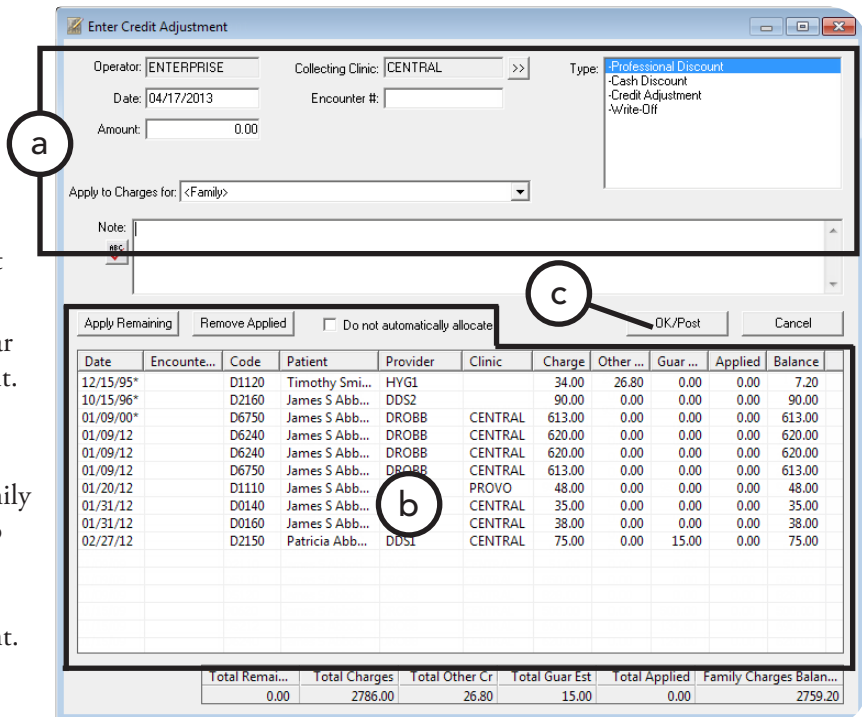 Enter Credit Adjustment
Operator: ENTERPRISE Collecting Clinic: CENTRAL >> Type: -Professional Discount
-Cash Discount
Date: 04/17/2013 Encounter #: -Credit Adjustment
-Write-Off
Amount: 0.00
a
Apply to Charges for: <Family>
Note:
ABC
t
c
ar
Apply Remaining Remove Applied Do not automatically allocate OK/Post Cancel
t.
Date Encounte... Code Patient Provider Clinic Charge Other ... Guar ... Applied Balance
12/15/95* D1120 Timothy Smi... HYG1 34.00 26.80 0.00 0.00 7.20
10/15/96* D2160 James S Abb... DDS2 90.00 0.00 0.00 0.00 90.00
01/09/00* D6750 James S Abb... DROBB CENTRAL 613.00 0.00 0.00 0.00 613.00
01/09/12 D6240 James S Abb... DROBB CENTRAL 620.00 0.00 0.00 0.00 620.00
01/09/12 D6240 James S Abb... DROBB CENTRAL 620.00 0.00 0.00 0.00 620.00
01/09/12 D6750 James S Abb... DROBB CENTRAL 613.00 0.00 0.00 0.00 613.00
ily
01/20/12 D1110 James S Abb... PROVO 48.00 0.00 0.00 0.00 48.00
b
01/31/12 D0140 James S Abb... CENTRAL 35.00 0.00 0.00 0.00 35.00
01/31/12 D0160 James S Abb... CENTRAL 38.00 0.00 0.00 0.00 38.00
02/27/12 D2150 Patricia Abb... DDS1 CENTRAL 75.00 0.00 15.00 0.00 75.00
nt.
Total Remai... Total Charges Total Other Cr Total Guar Est Total Applied Family Charges Balan...
0.00 2786.00 26.80 15.00 0.00 2759.20